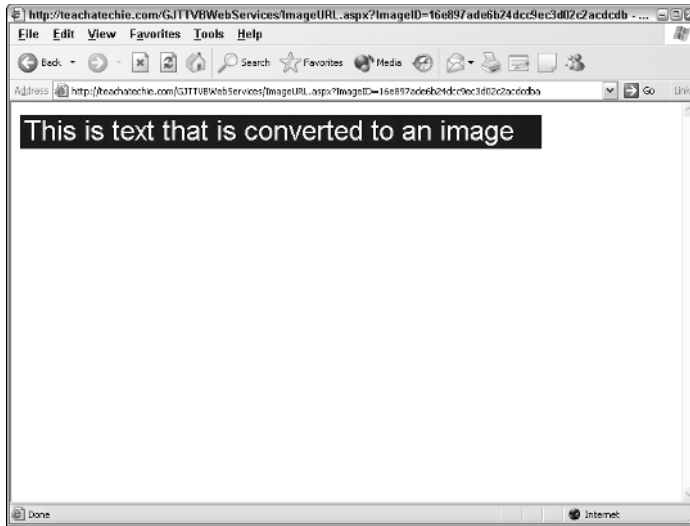 http://teachatechie.com/GJTTVBWebServices/ImageURL.aspx?ImageID=16e897ade6b24dcc9ec3d02c2acdcdb - ...
File Edit View Favorites Tools Help
Back Search Favorites Media
Address http://teachatechie.com/GJTTVBWebServices/ImageURL.aspx?ImageID=16e897ade6b24dcc9ec3d02c2acdcdba Go Link
This is text that is converted to an image
Done Internet